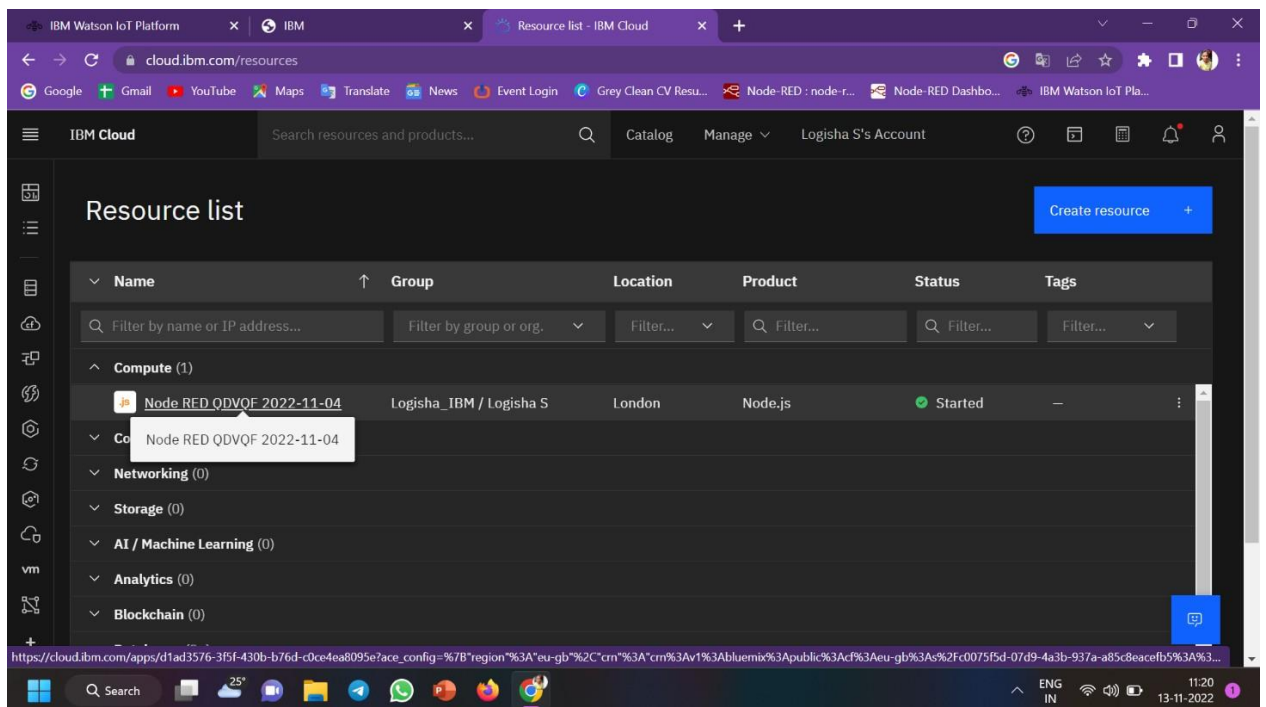 IBM Watson IoT Platform
IBM
Resource list - IBM Cloud
cloud.ibm.com/resources
Google
Gmail
YouTube
Maps
Translate
News
Event Login
Grey Clean CV Resu...
Node-RED : node-r...
Node-RED Dashbo...
IBM Watson IoT Pla...
IBM Cloud
Search resources and products...
Catalog
Manage
Logisha S's Account
Resource list
Create resource +
Name
Group
Location
Product
Status
Tags
Filter by name or IP address...
Filter by group or org.
Filter...
Filter...
Filter...
Filter...
Compute (1)
.js
Node RED QDVQF 2022-11-04
Logisha_IBM / Logisha S
London
Node.js
Started
–
Co
Node RED QDVQF 2022-11-04
Networking (0)
Storage (0)
AI / Machine Learning (0)
vm
Analytics (0)
Blockchain (0)
https://cloud.ibm.com/apps/d1ad3576-3f5f-430b-b76d-c0ce4ea8095e?ace_config=%7B"region"%3A"eu-gb"%2C"crn"%3A"crn%3Av1%3Abluemix%3Apublic%3Acf%3Aeu-gb%3As%2Fc0075f5d-07d9-4a3b-937a-a85c8eacefb5%3A%3...
Search
25°
ENG
IN
11:20
13-11-2022
1